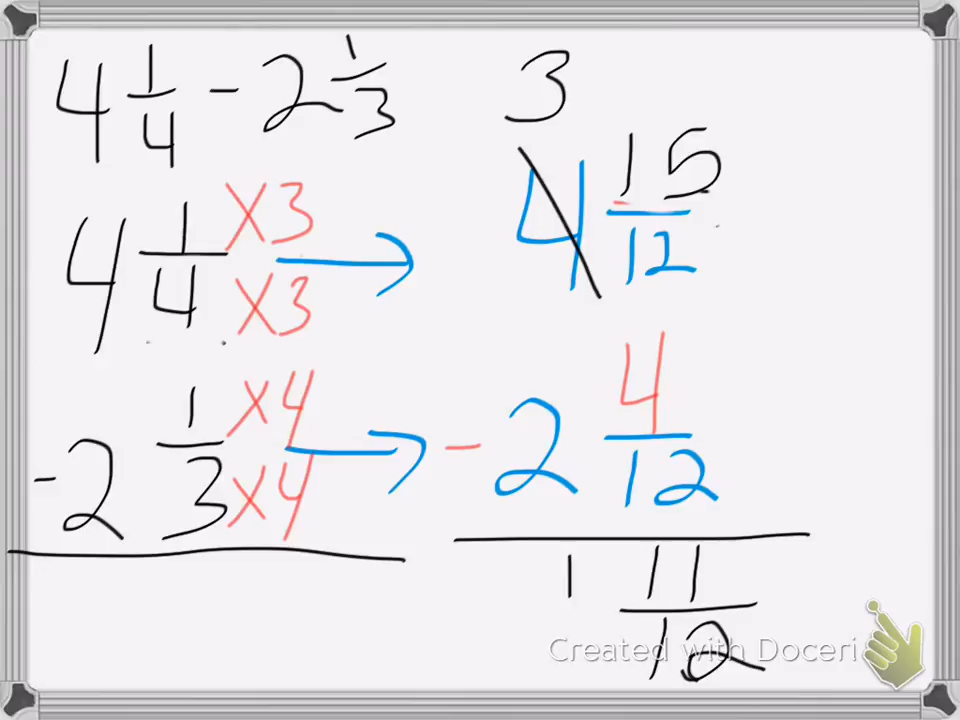 4 1/4 - 2 1/3
4 1/4 x3 x3
- 2 1/3 x4 x4
3
4 15/12
- 2 4/12
1 11/12
Created with Doceri